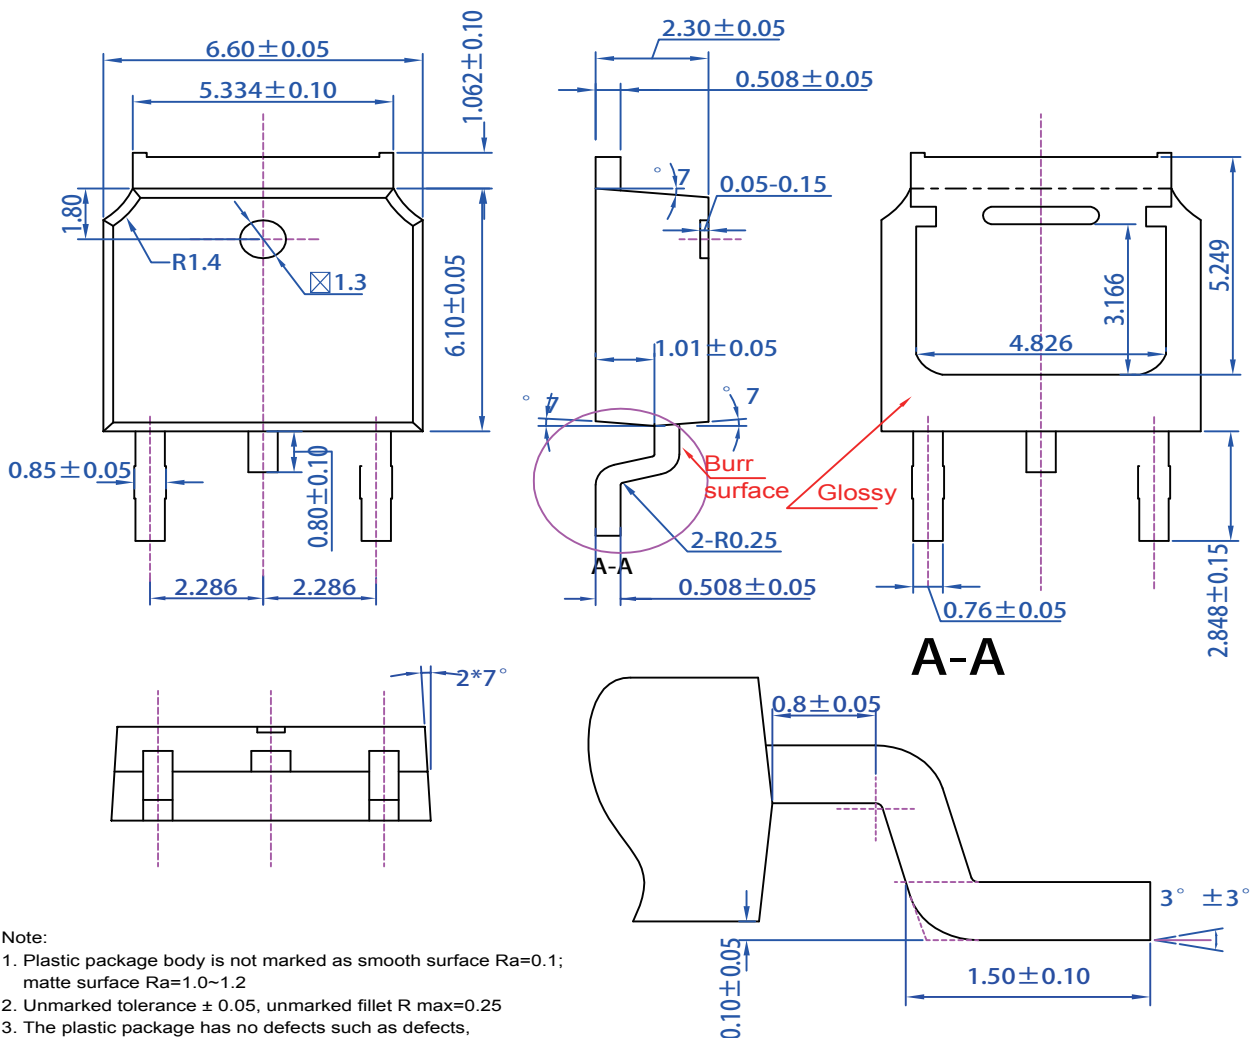 6.60±0.05
5.334±0.10
1.062±0.10
1.80
R1.4
☒1.3
6.10±0.05
0.85±0.05
0.80±0.10
2.286
2.286
2.30±0.05
0.508±0.05
° 7
0.05-0.15
1.01±0.05
° 7
° 7
Burr
surface
2-R0.25
A-A
0.508±0.05
5.249
3.166
4.826
Glossy
0.76±0.05
2.848±0.15
A-A
2*7°
0.8±0.05
3° ±3°
1.50±0.10
0.10±0.05
Note:
1. Plastic package body is not marked as smooth surface Ra=0.1;
matte surface Ra=1.0~1.2
2. Unmarked tolerance ± 0.05, unmarked fillet R max=0.25
3. The plastic package has no defects such as defects,